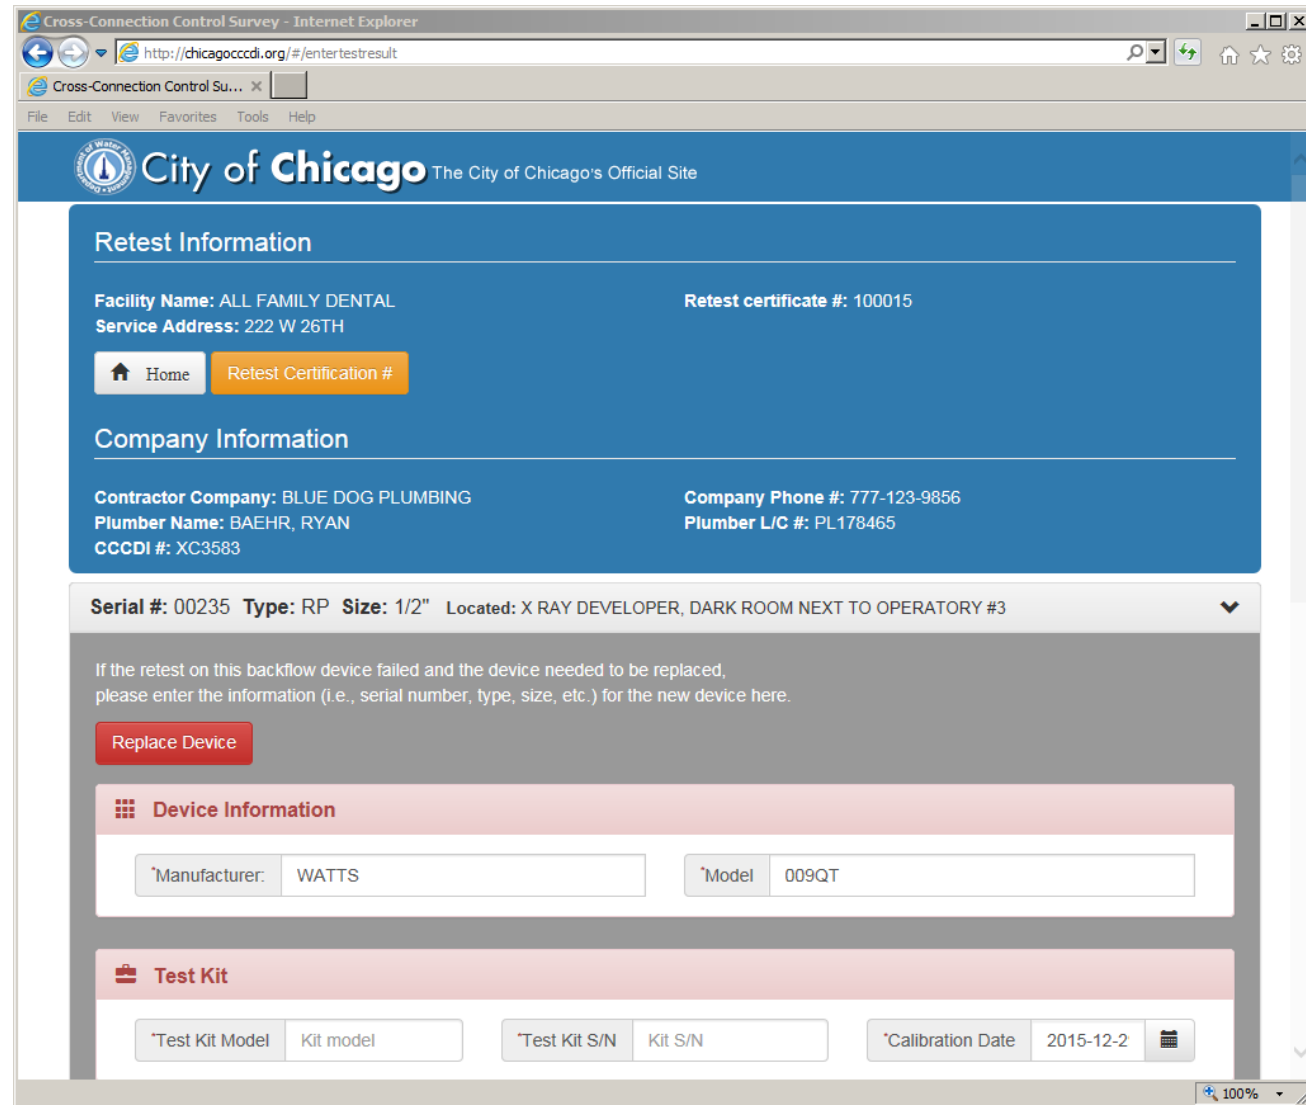 Cross-Connection Control Survey - Internet Explorer
http://chicagocccdi.org/#/entertestresult
Cross-Connection Control Su...
File Edit View Favorites Tools Help
City of Chicago The City of Chicago's Official Site
Retest Information
Facility Name: ALL FAMILY DENTAL Retest certificate #: 100015
Service Address: 222 W 26TH
Home Retest Certification #
Company Information
Contractor Company: BLUE DOG PLUMBING Company Phone #: 777-123-9856
Plumber Name: BAEHR, RYAN Plumber L/C #: PL178465
CCCDI #: XC3583
Serial #: 00235 Type: RP Size: 1/2" Located: X RAY DEVELOPER, DARK ROOM NEXT TO OPERATORY #3
If the retest on this backflow device failed and the device needed to be replaced,
please enter the information (i.e., serial number, type, size, etc.) for the new device here.
Replace Device
Device Information
*Manufacturer: WATTS *Model 009QT
Test Kit
*Test Kit Model Kit model *Test Kit S/N Kit S/N *Calibration Date 2015-12-2
100%